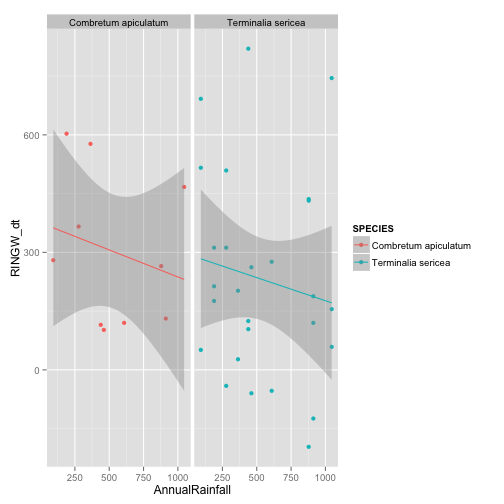 Combretum apiculatum Terminalia sericea
600
300
0
RINGW_dt
250 500 750 1000 250 500 750 1000
AnnualRainfall
SPECIES
Combretum apiculatum
Terminalia sericea